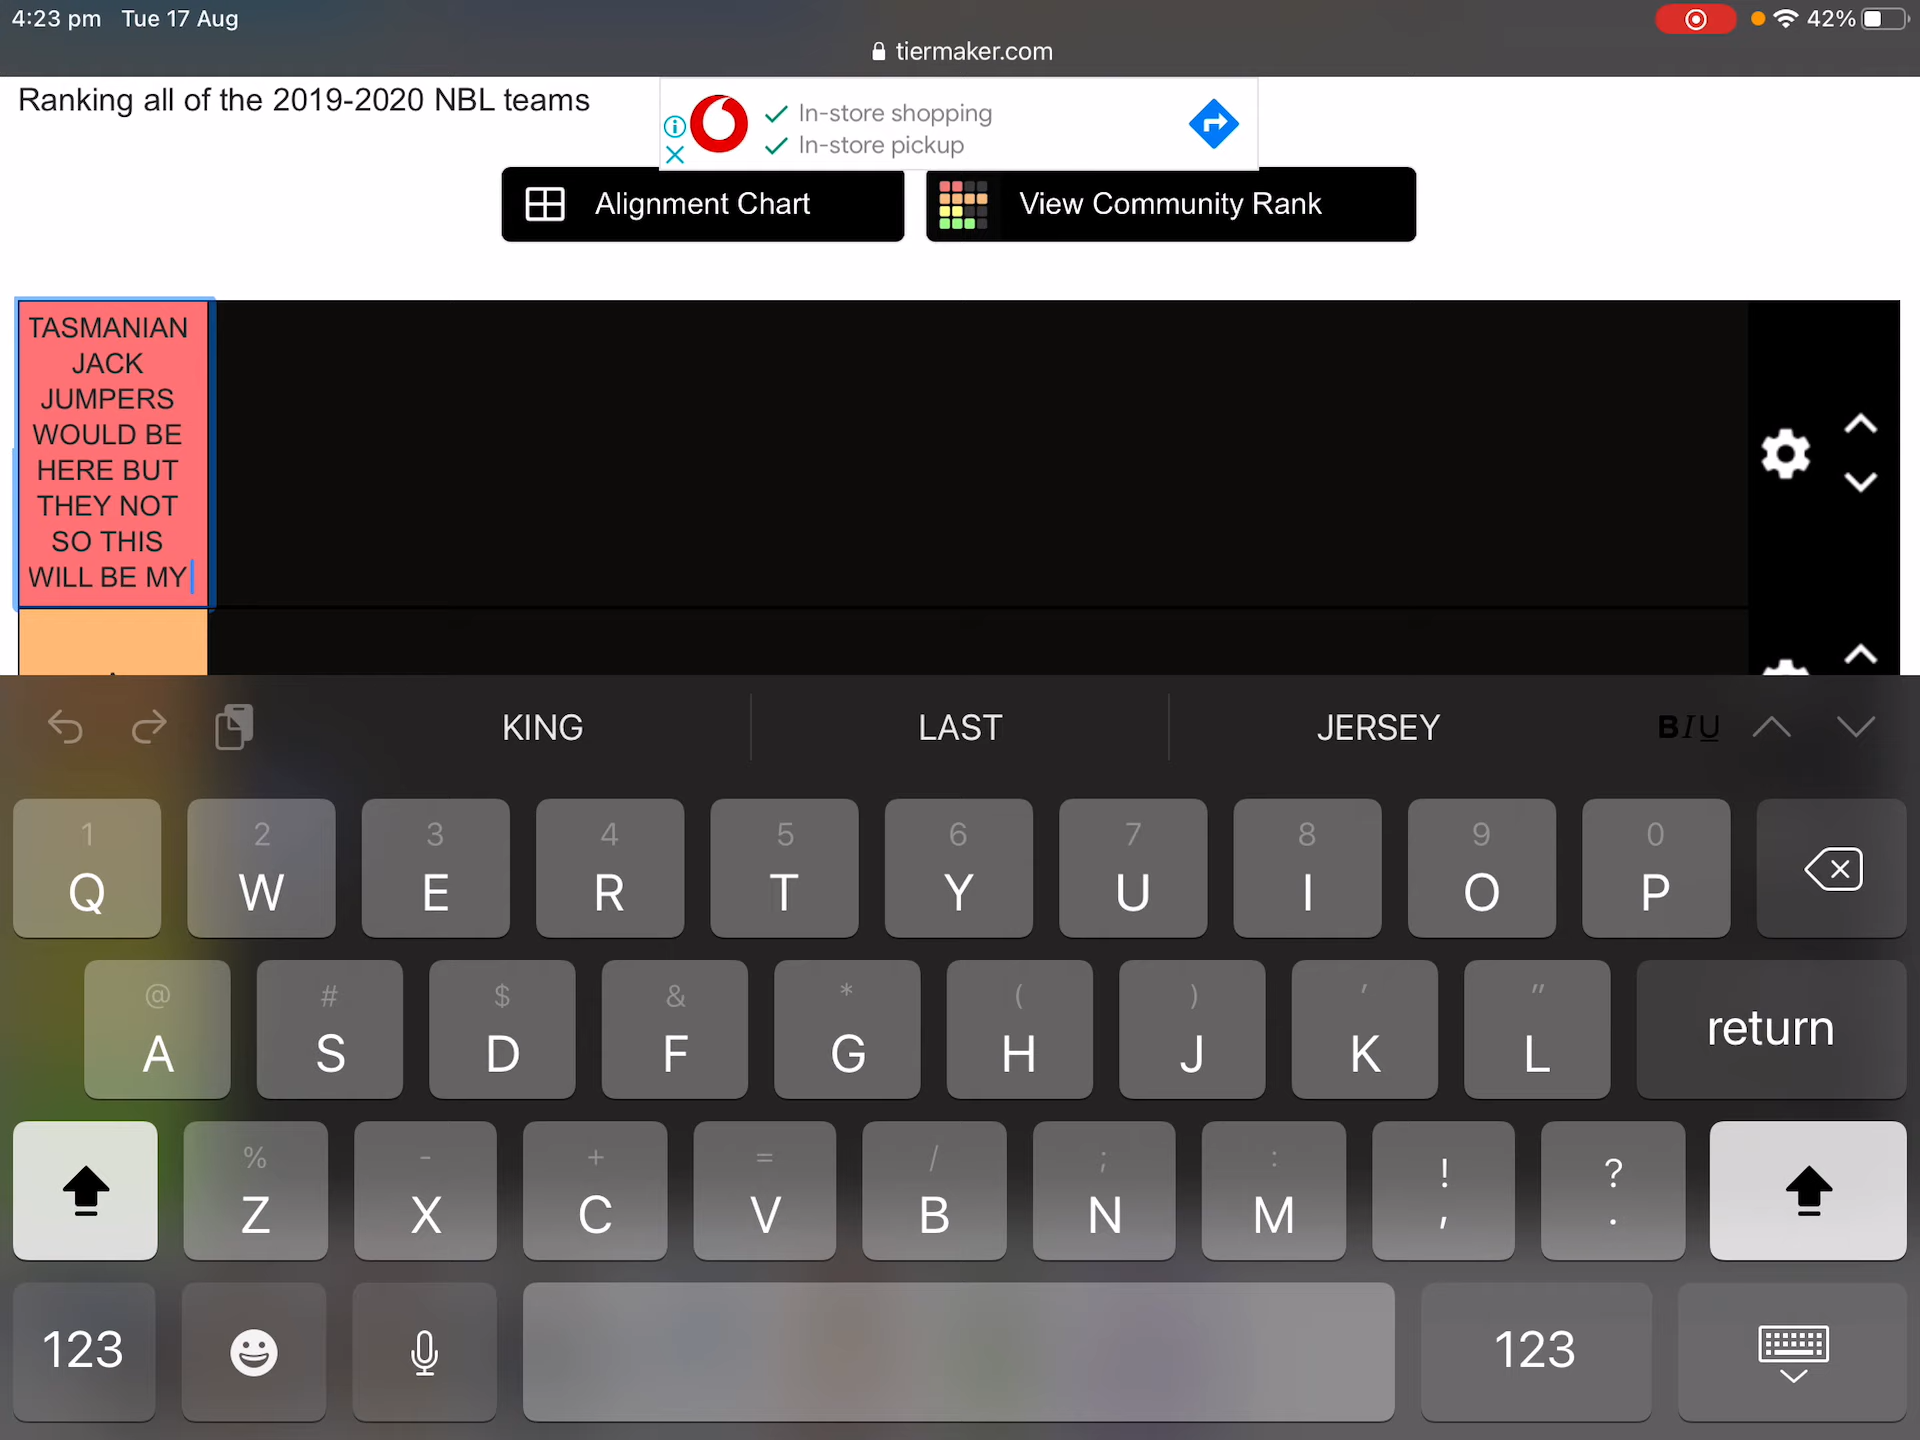 4:23 pm Tue 17 Aug
42%
tiermaker.com
Ranking all of the 2019-2020 NBL teams
In-store shopping
In-store pickup
Alignment Chart
View Community Rank
TASMANIAN
JACK
JUMPERS
WOULD BE
HERE BUT
THEY NOT
SO THIS
WILL BE MY
KING LAST JERSEY BIU
1 2 3 4 5 6 7 8 9 0
Q W E R T Y U I O P
@ # $ & * ( ) ' "
A S D F G H J K L return
% - + = / ; : ! ?
Z X C V B N M , .
123 123